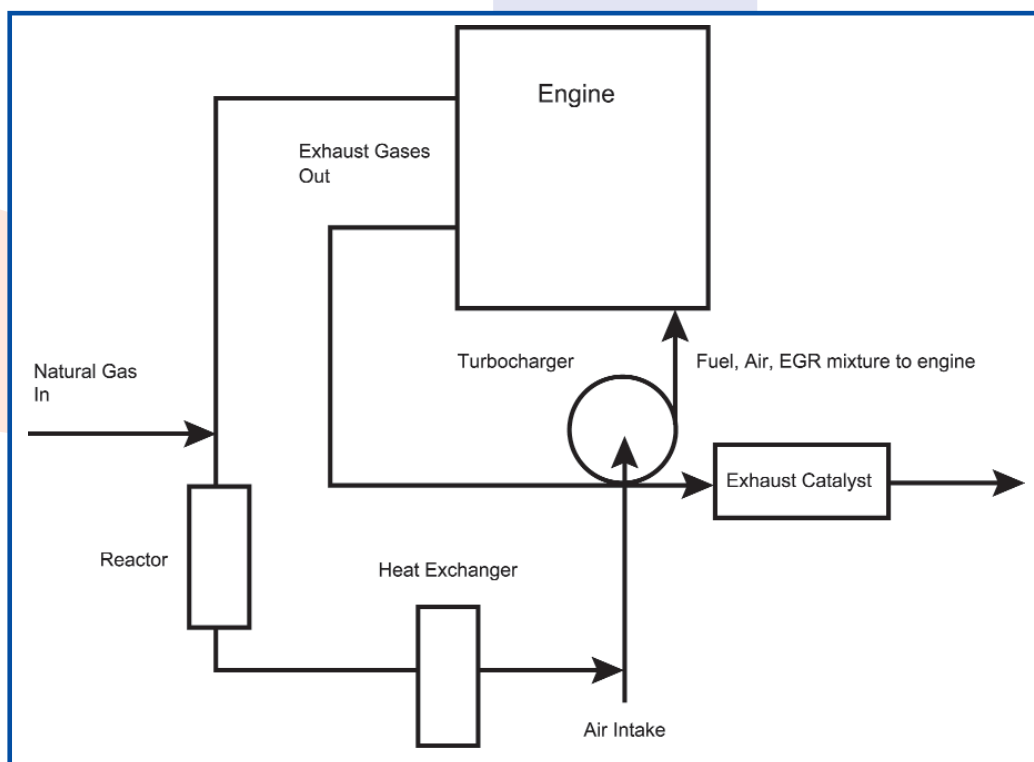 Engine
Exhaust Gases
Out
Natural Gas
In
Turbocharger
Fuel, Air, EGR mixture to engine
Exhaust Catalyst
Reactor
Heat Exchanger
Air Intake